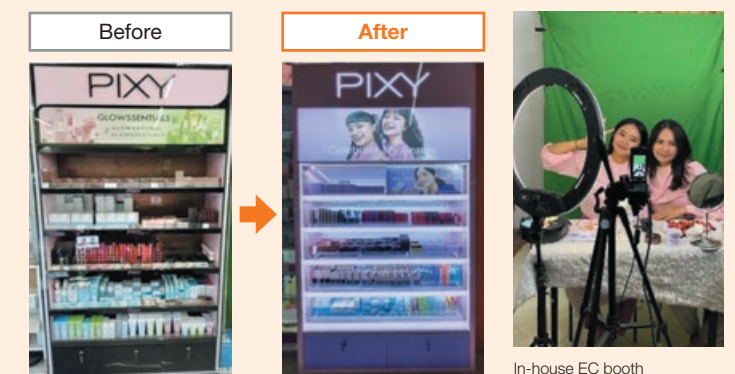 Before
After
PIXY
GLOWSSENTIALS
PIXY
In-house EC booth